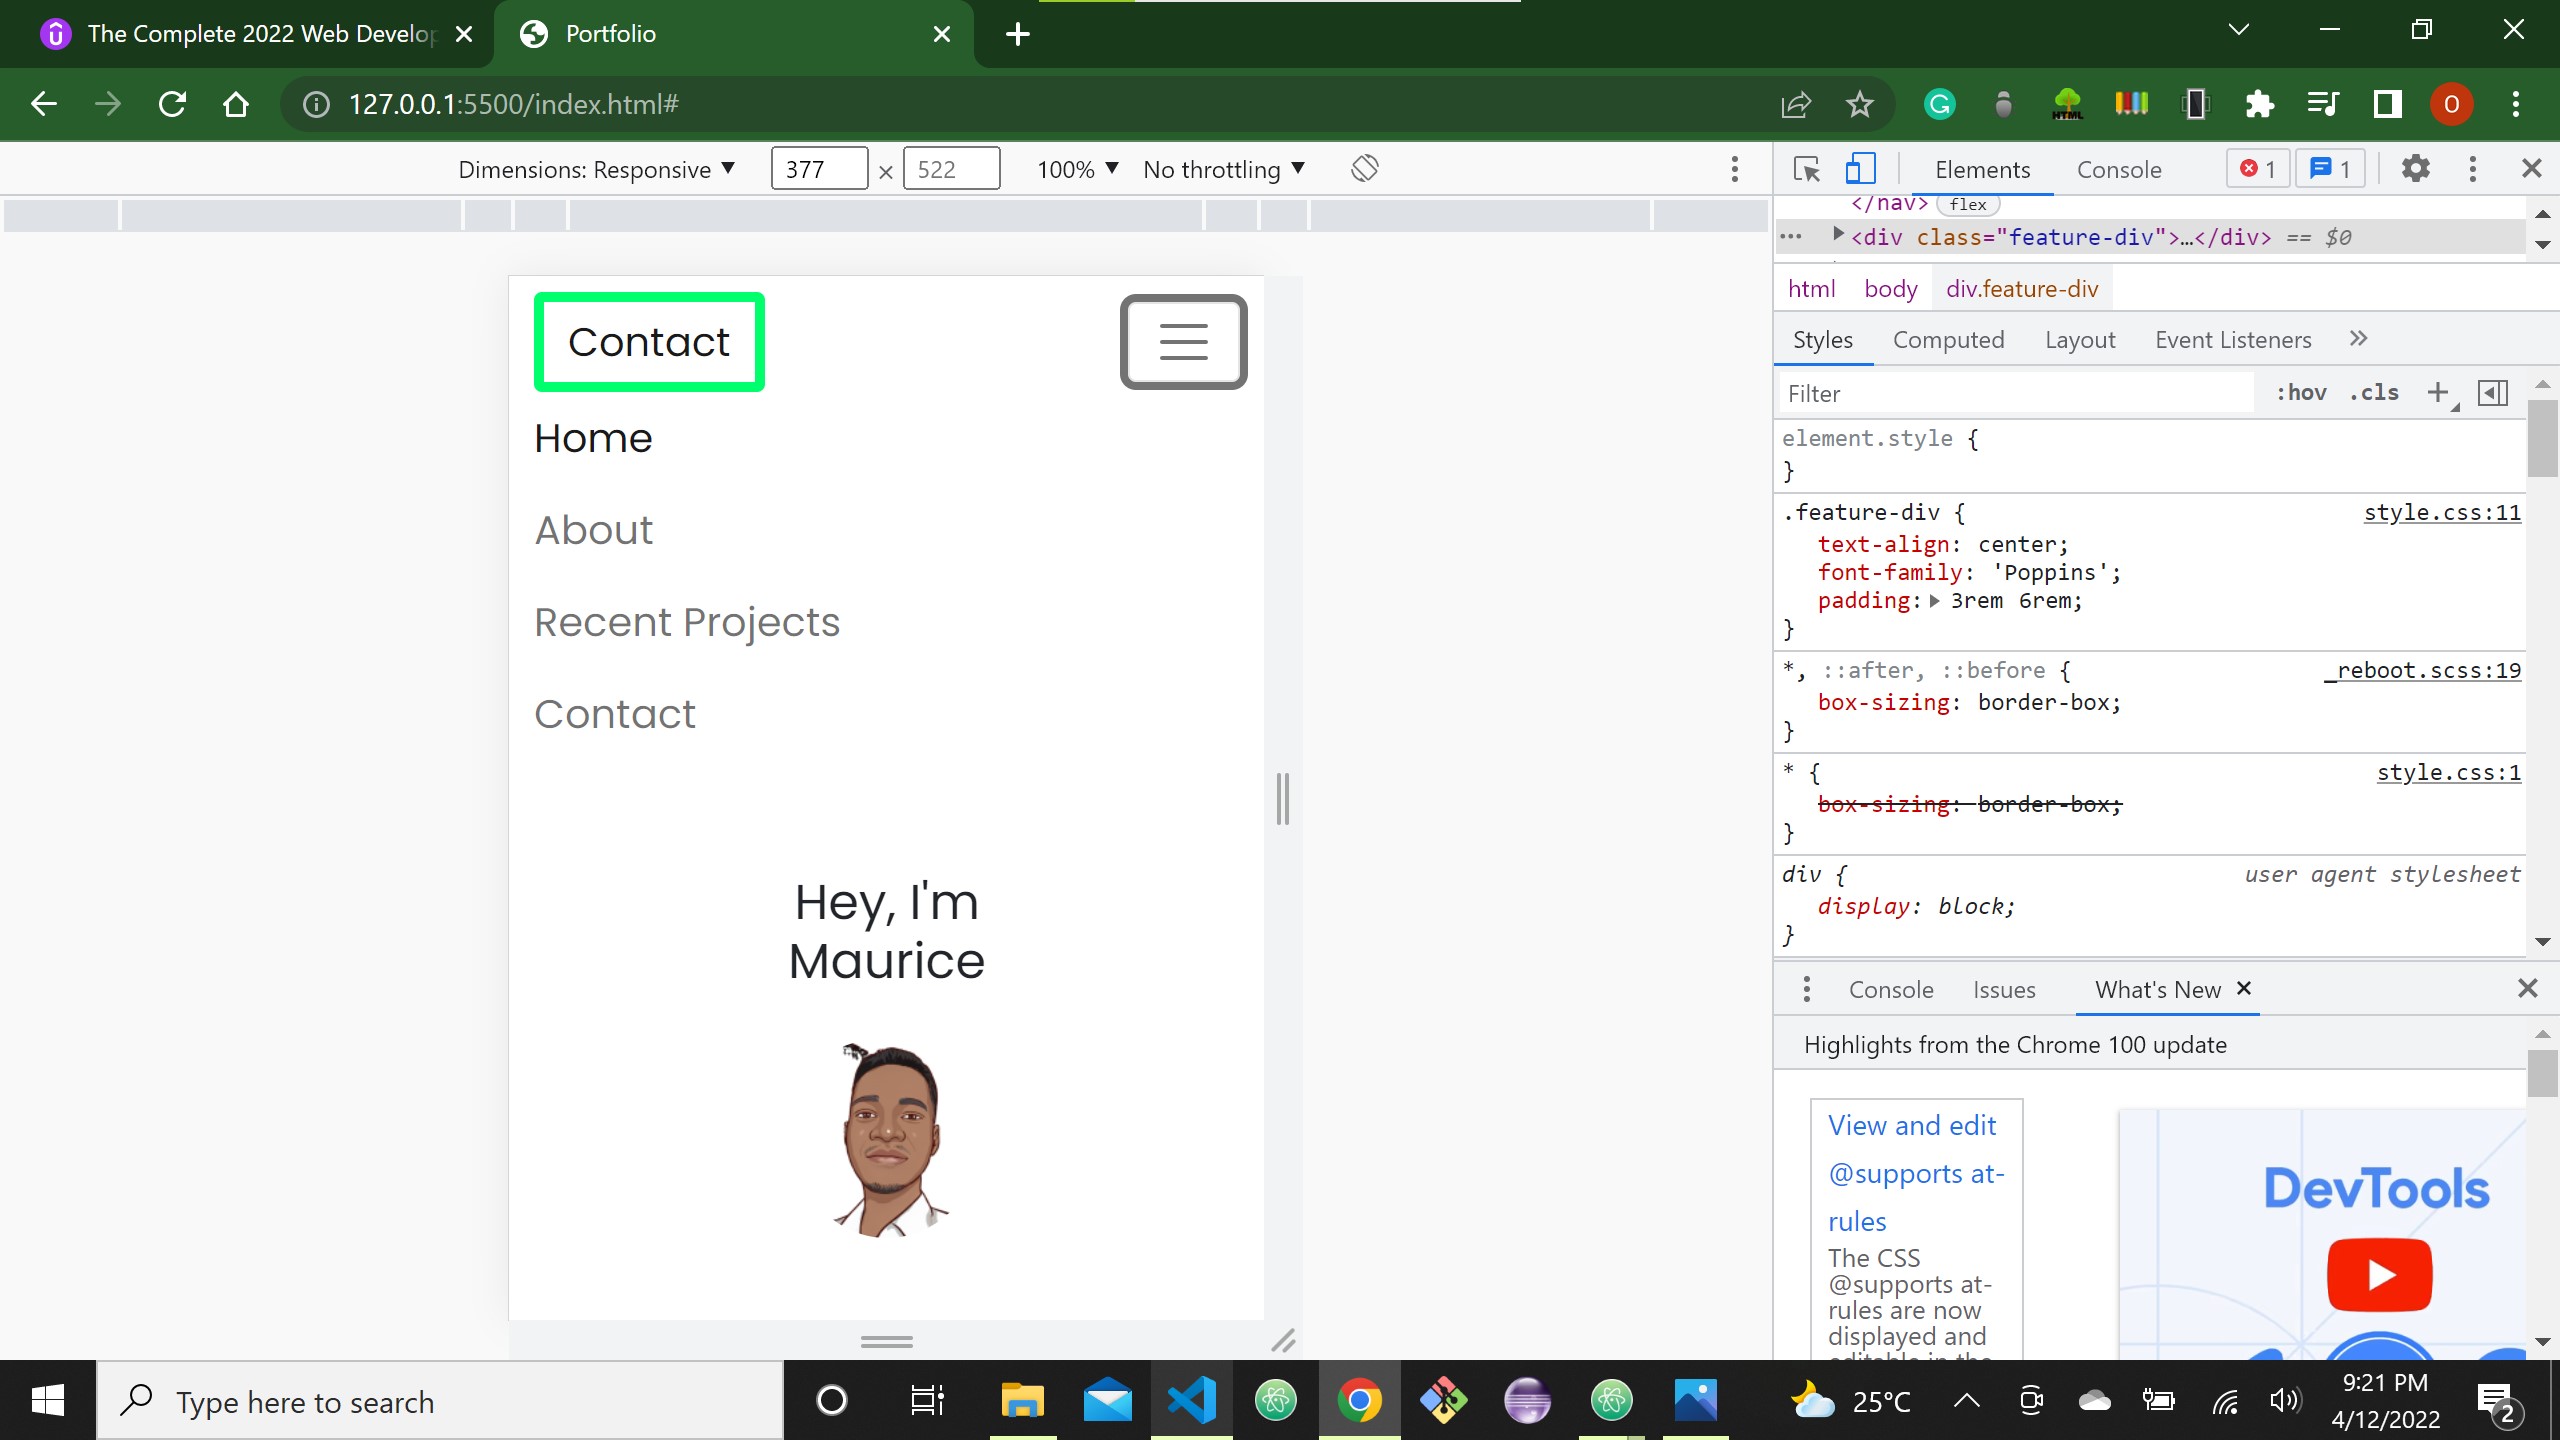 The Complete 2022 Web Develop
Portfolio
127.0.0.1:5500/index.html#
HTML
O
Dimensions: Responsive 377 × 522 100% No throttling
Elements Console 1 1
</nav> flex
<div class="feature-div">…</div> == $0
html body div.feature-div
Styles Computed Layout Event Listeners
Filter :hov .cls
element.style {
}
.feature-div { style.css:11
text-align: center;
font-family: 'Poppins';
padding: 3rem 6rem;
}
*, ::after, ::before { _reboot.scss:19
box-sizing: border-box;
}
* { style.css:1
box-sizing: border-box;
}
div { user agent stylesheet
display: block;
}
Contact
Home
About
Recent Projects
Contact
Hey, I'm
Maurice
Console Issues What's New
Highlights from the Chrome 100 update
View and edit
@supports at-
rules
The CSS
@supports at-
rules are now
displayed and
editable in the
DevTools
Type here to search
25°C
9:21 PM
4/12/2022
2